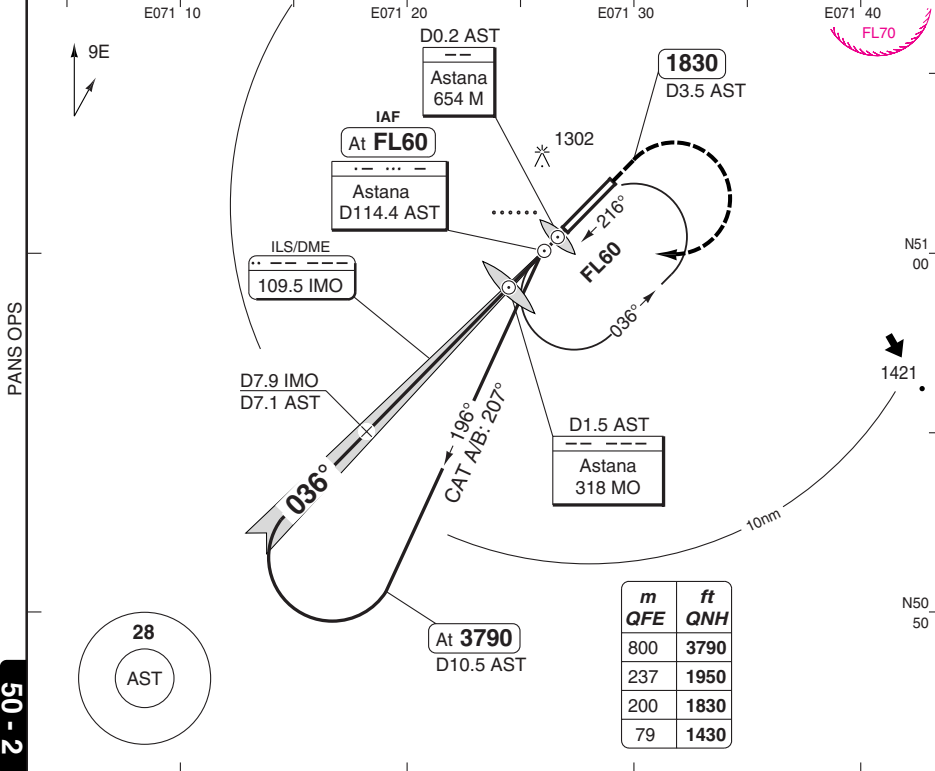 E071 10
E071 20
E071 30
E071 40
FL70
9E
D0.2 AST
Astana
654 M
1830
D3.5 AST
IAF
At FL60
Astana
D114.4 AST
1302
216°
FL60
036°
N51
00
ILS/DME
109.5 IMO
PANS OPS
D7.9 IMO
D7.1 AST
1421
196°
CAT A/B: 207°
D1.5 AST
Astana
318 MO
036°
10nm
At 3790
D10.5 AST
N50
50
28
AST
m ft
QFE QNH
800 3790
237 1950
200 1830
79 1430
50 - 2